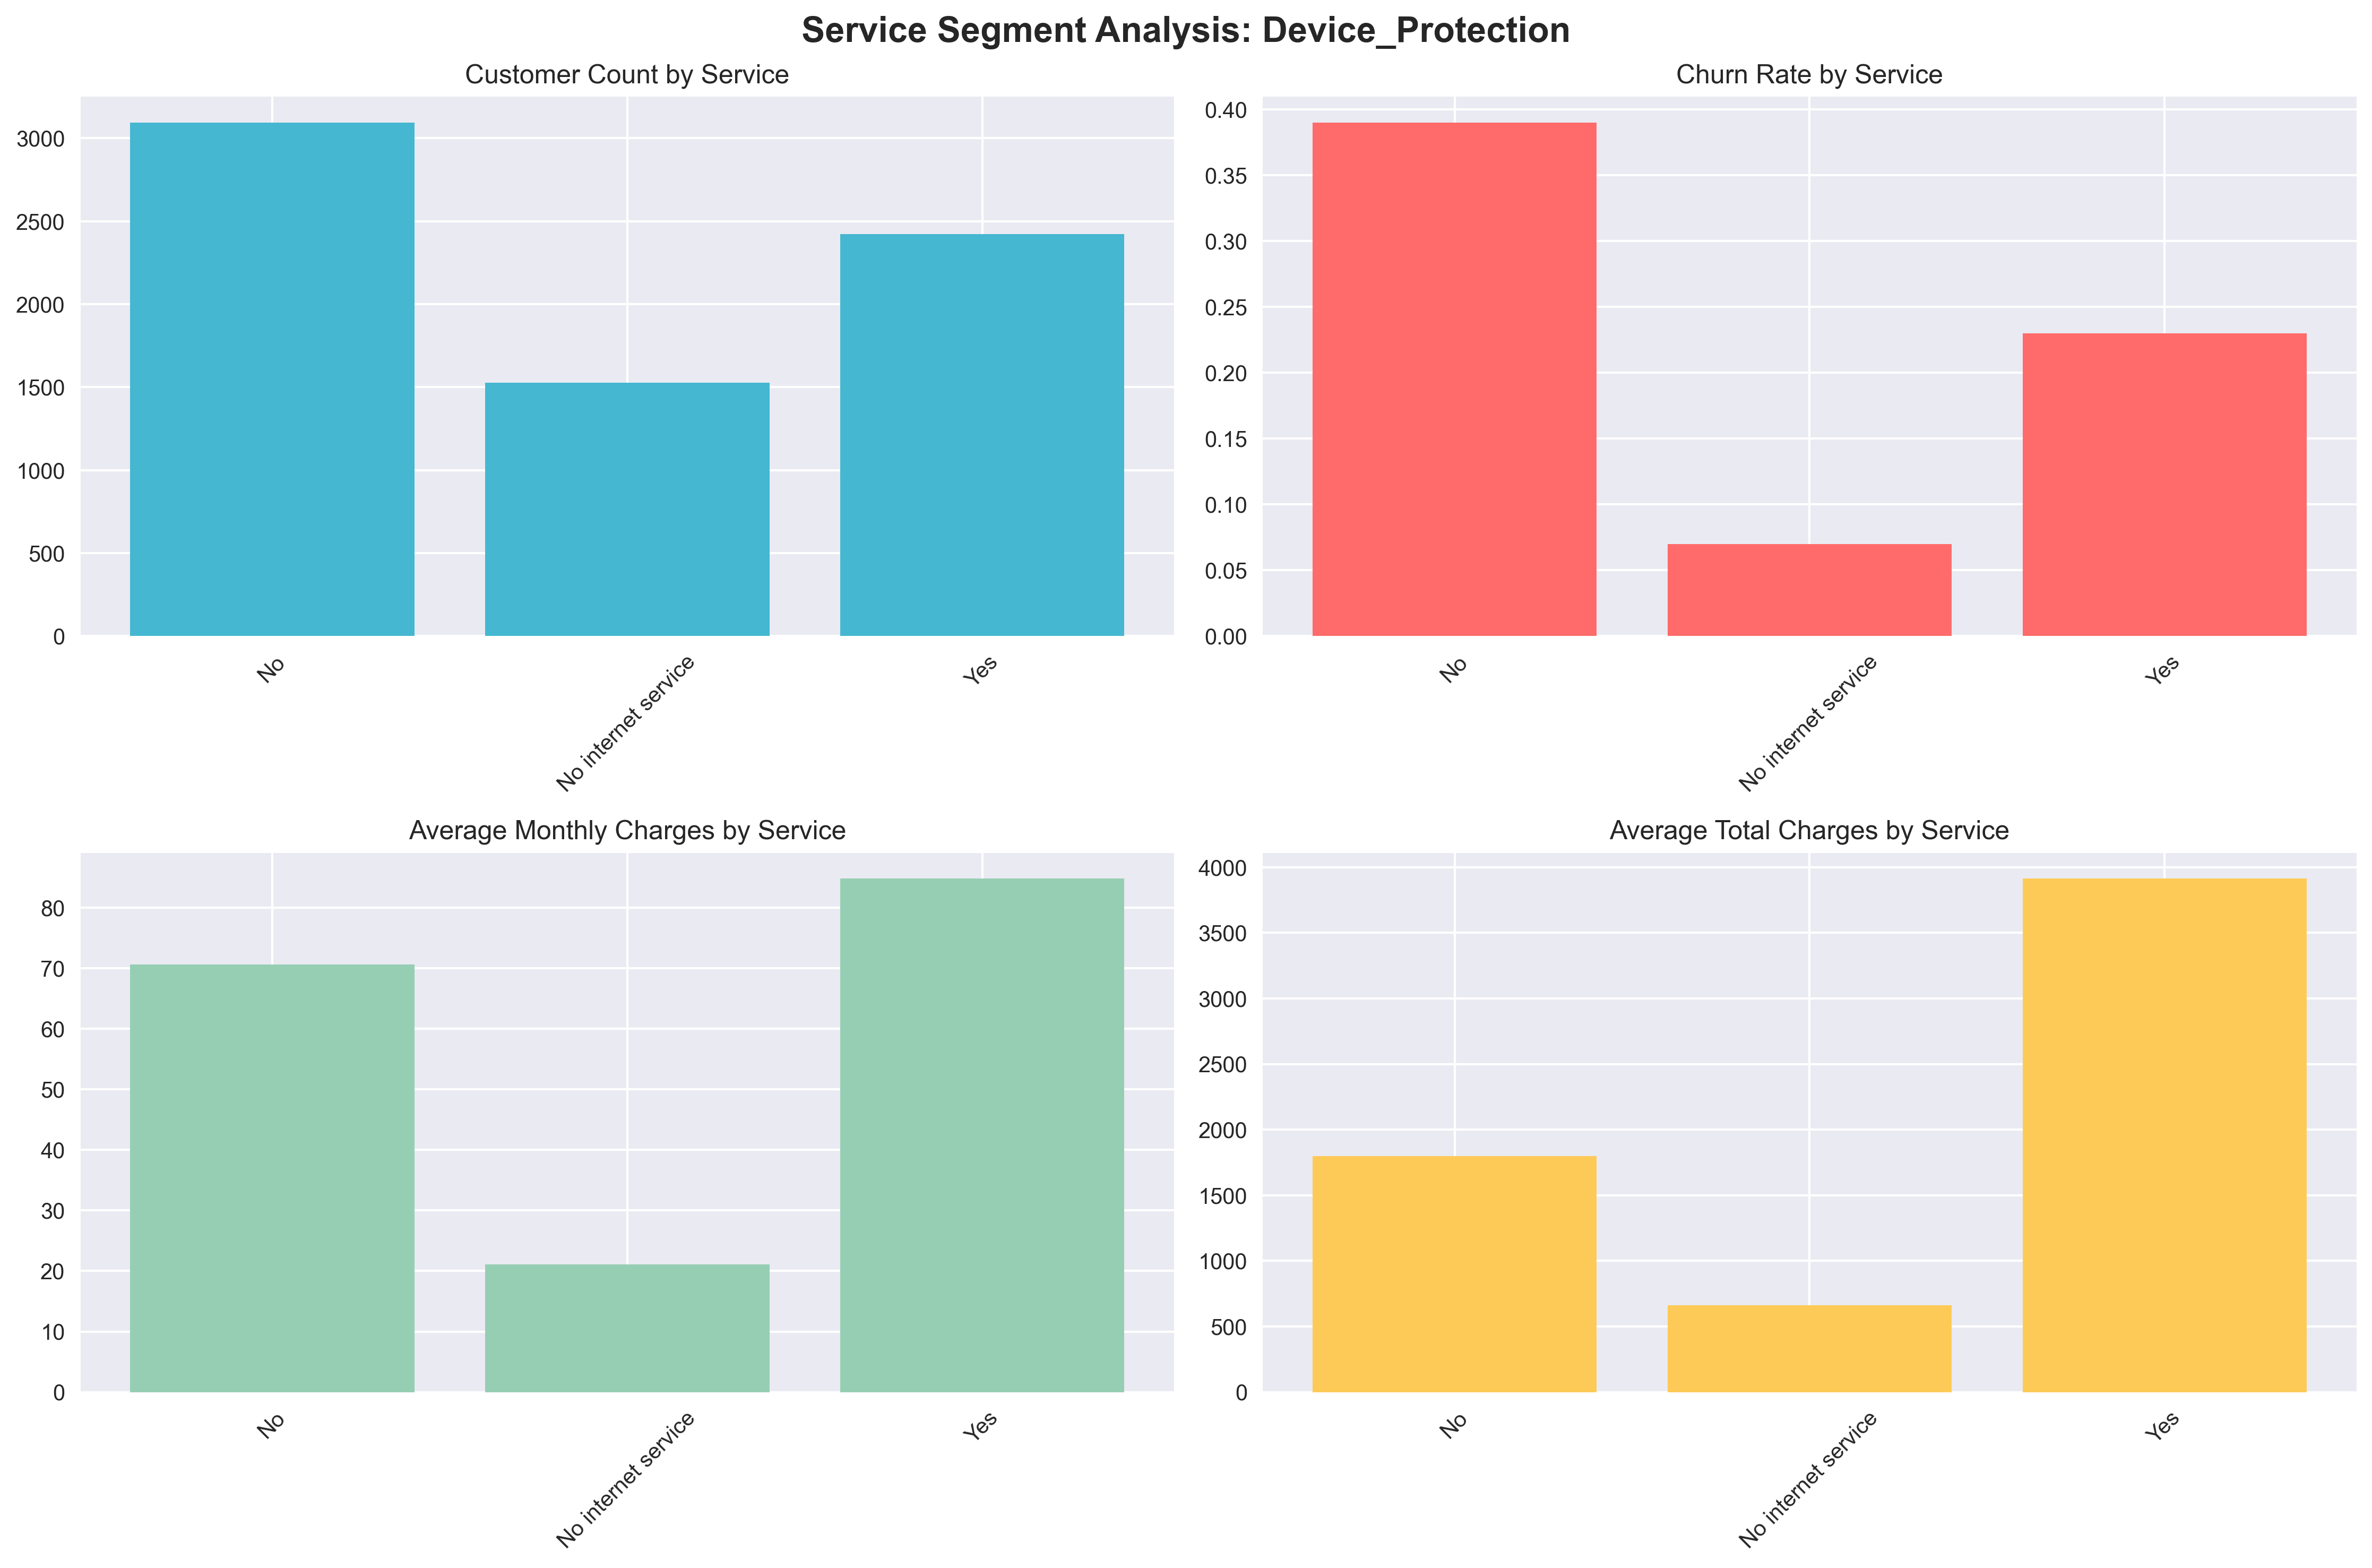 Service Segment Analysis: Device_Protection
Customer Count by Service
3000
2500
2000
1500
1000
500
0
No
No internet service
Yes
Churn Rate by Service
0.40
0.35
0.30
0.25
0.20
0.15
0.10
0.05
0.00
No
No internet service
Yes
Average Monthly Charges by Service
80
70
60
50
40
30
20
10
0
No
No internet service
Yes
Average Total Charges by Service
4000
3500
3000
2500
2000
1500
1000
500
0
No
No internet service
Yes